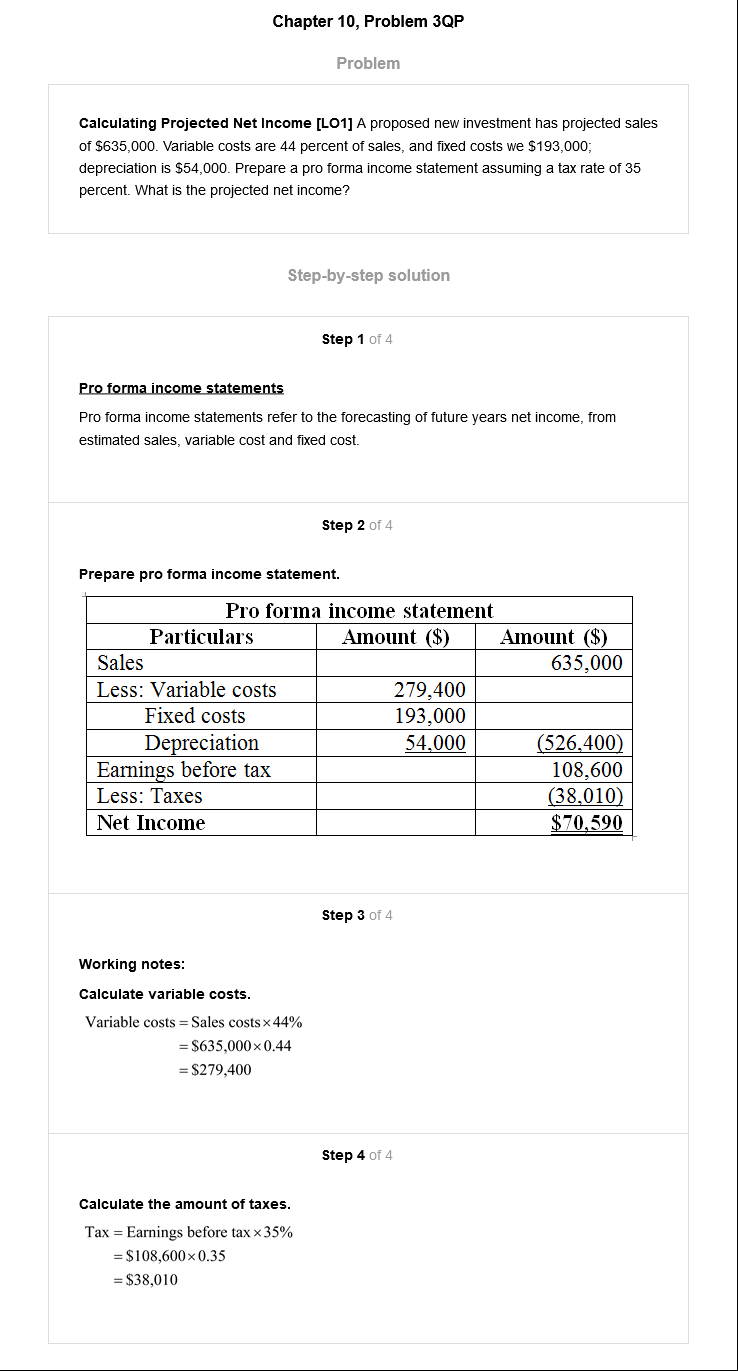 Chapter 10, Problem 3QP
Problem
Calculating Projected Net Income [LO1] A proposed new investment has projected sales
of $635,000. Variable costs are 44 percent of sales, and fixed costs we $193,000;
depreciation is $54,000. Prepare a pro forma income statement assuming a tax rate of 35
percent. What is the projected net income?
Step-by-step solution
Step 1 of 4
Pro forma income statements
Pro forma income statements refer to the forecasting of future years net income, from
estimated sales, variable cost and fixed cost.
Step 2 of 4
Prepare pro forma income statement.
Pro forma income statement
Particulars Amount ($) Amount ($)
Sales 635,000
Less: Variable costs 279,400
Fixed costs 193,000
Depreciation 54,000 (526,400)
Earnings before tax 108,600
Less: Taxes (38,010)
Net Income $70,590
Step 3 of 4
Working notes:
Calculate variable costs.
Variable costs = Sales costs × 44%
= $635,000 × 0.44
= $279,400
Step 4 of 4
Calculate the amount of taxes.
Tax = Earnings before tax × 35%
= $108,600 × 0.35
= $38,010